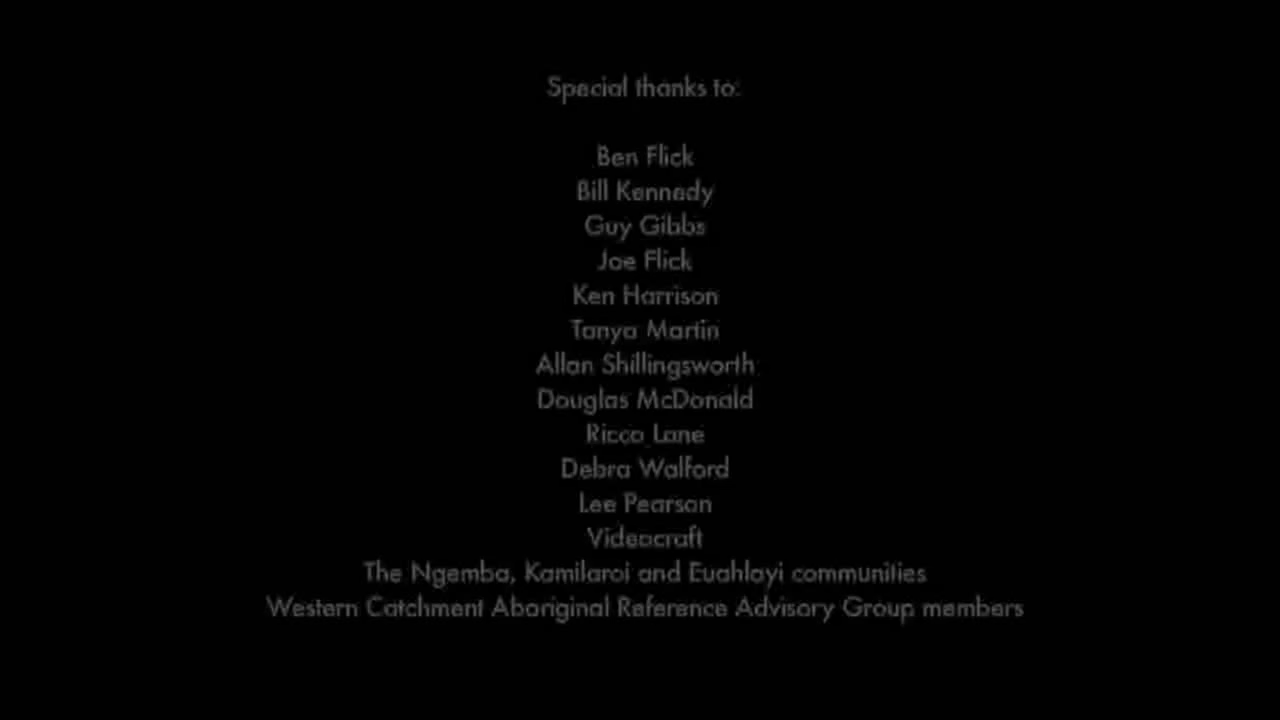 Special thanks to:
Ben Flick
Bill Kennedy
Guy Gibbs
Joe Flick
Ken Harrison
Tanya Martin
Allan Shillingsworth
Douglas McDonald
Ricco Lane
Debra Walford
Lee Pearson
Videocraft
The Ngemba, Kamilaroi and Euahlayi communities
Western Catchment Aboriginal Reference Advisory Group members